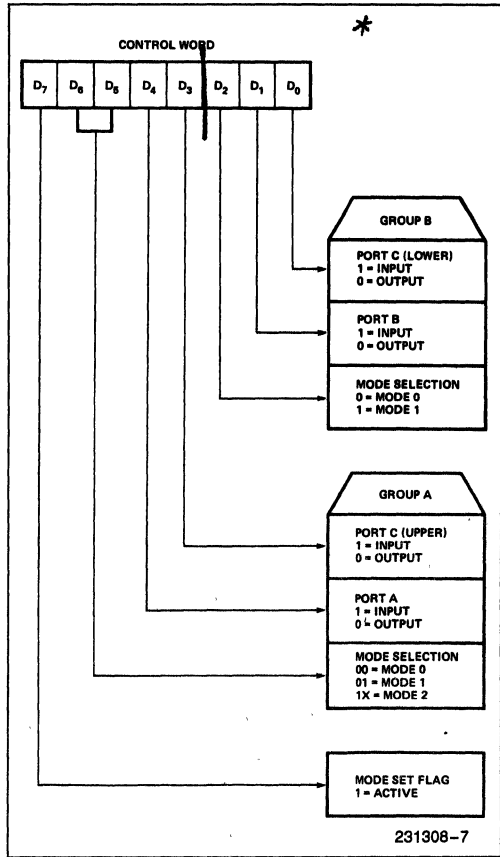 *
CONTROL WORD
D7 D6 D5 D4 D3 D2 D1 D0
GROUP B
PORT C (LOWER)
1 = INPUT
0 = OUTPUT
PORT B
1 = INPUT
0 = OUTPUT
MODE SELECTION
0 = MODE 0
1 = MODE 1
GROUP A
PORT C (UPPER)
1 = INPUT
0 = OUTPUT
PORT A
1 = INPUT
0 = OUTPUT
MODE SELECTION
00 = MODE 0
01 = MODE 1
1X = MODE 2
MODE SET FLAG
1 = ACTIVE
231308–7